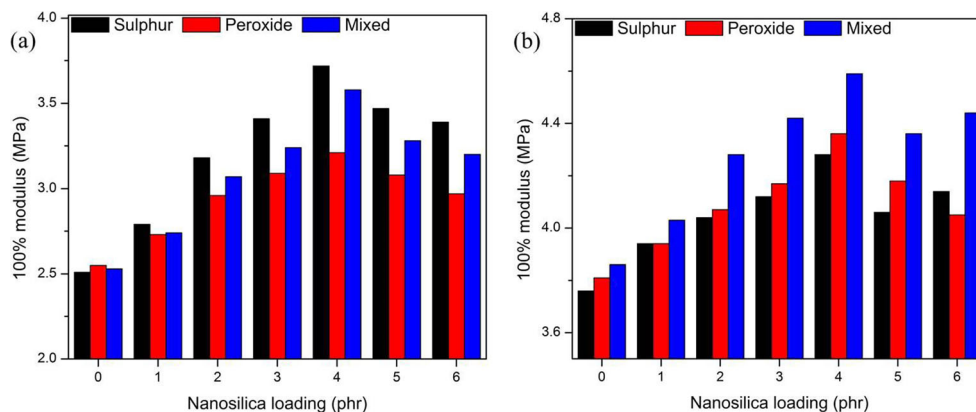 (a)
Sulphur Peroxide Mixed
4.0
3.5
3.0
2.5
2.0
100% modulus (MPa)
0 1 2 3 4 5 6
Nanosilica loading (phr)
(b)
Sulphur Peroxide Mixed
4.8
4.4
4.0
3.6
100% modulus (MPa)
0 1 2 3 4 5 6
Nanosilica loading (phr)